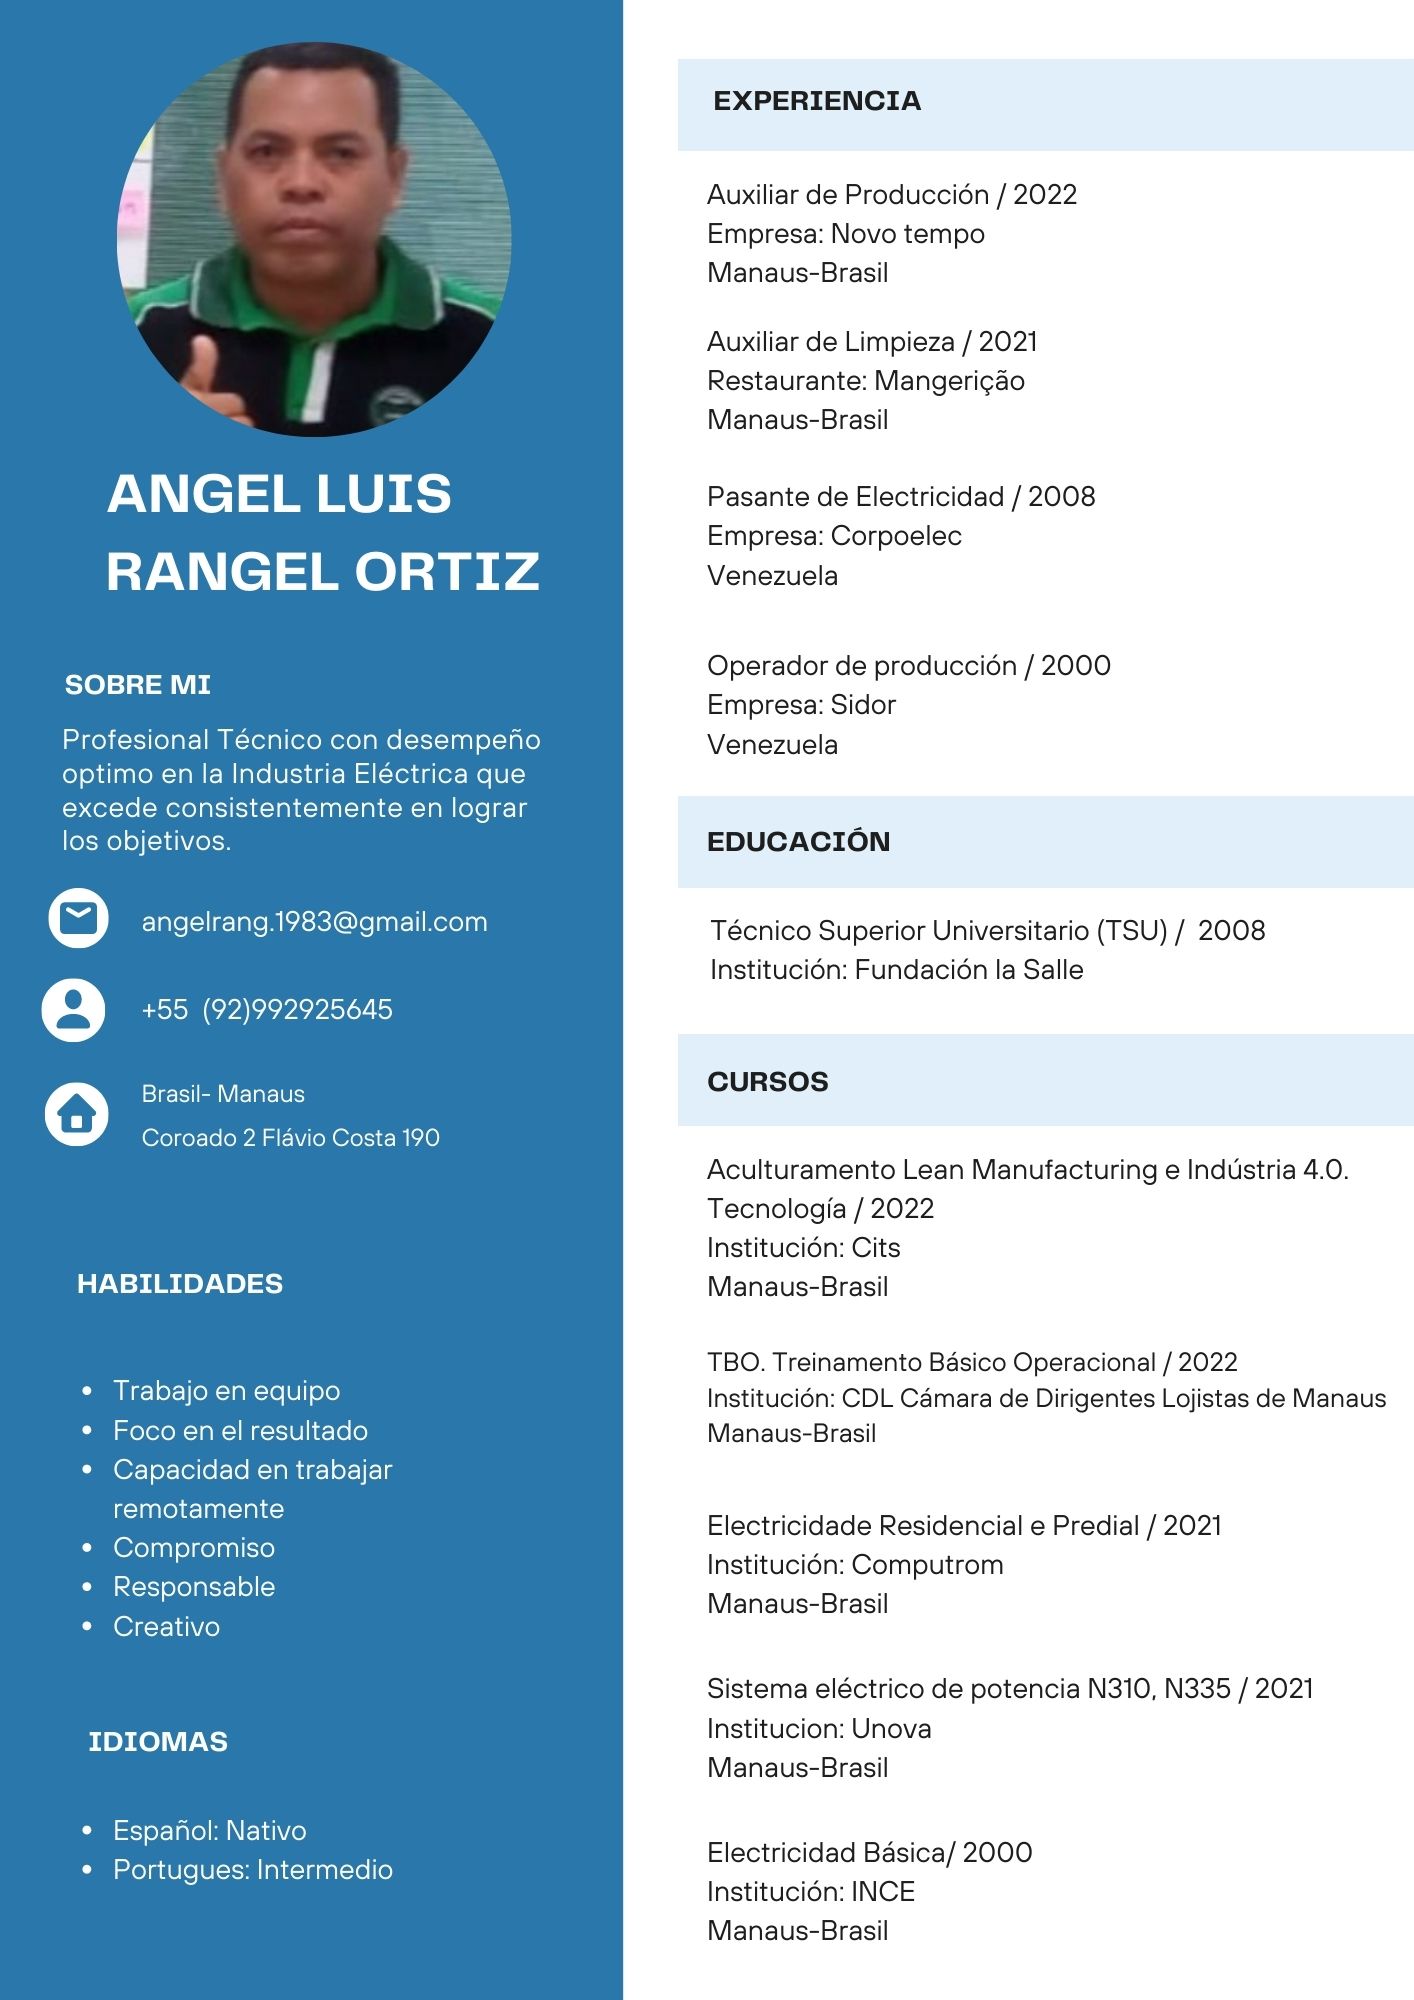 ANGEL LUIS
RANGEL ORTIZ
SOBRE MI
Profesional Técnico con desempeño
optimo en la Industria Eléctrica que
excede consistentemente en lograr
los objetivos.
angelrang.1983@gmail.com
+55 (92)992925645
Brasil- Manaus
Coroado 2 Flávio Costa 190
HABILIDADES
• Trabajo en equipo
• Foco en el resultado
• Capacidad en trabajar
remotamente
• Compromiso
• Responsable
• Creativo
IDIOMAS
• Español: Nativo
• Portugues: Intermedio
EXPERIENCIA
Auxiliar de Producción / 2022
Empresa: Novo tempo
Manaus-Brasil
Auxiliar de Limpieza / 2021
Restaurante: Mangerição
Manaus-Brasil
Pasante de Electricidad / 2008
Empresa: Corpoelec
Venezuela
Operador de producción / 2000
Empresa: Sidor
Venezuela
EDUCACIÓN
Técnico Superior Universitario (TSU) / 2008
Institución: Fundación la Salle
CURSOS
Aculturamento Lean Manufacturing e Indústria 4.0.
Tecnología / 2022
Institución: Cits
Manaus-Brasil
TBO. Treinamento Básico Operacional / 2022
Institución: CDL Cámara de Dirigentes Lojistas de Manaus
Manaus-Brasil
Electricidade Residencial e Predial / 2021
Institución: Computrom
Manaus-Brasil
Sistema eléctrico de potencia N310, N335 / 2021
Institucion: Unova
Manaus-Brasil
Electricidad Básica/ 2000
Institución: INCE
Manaus-Brasil